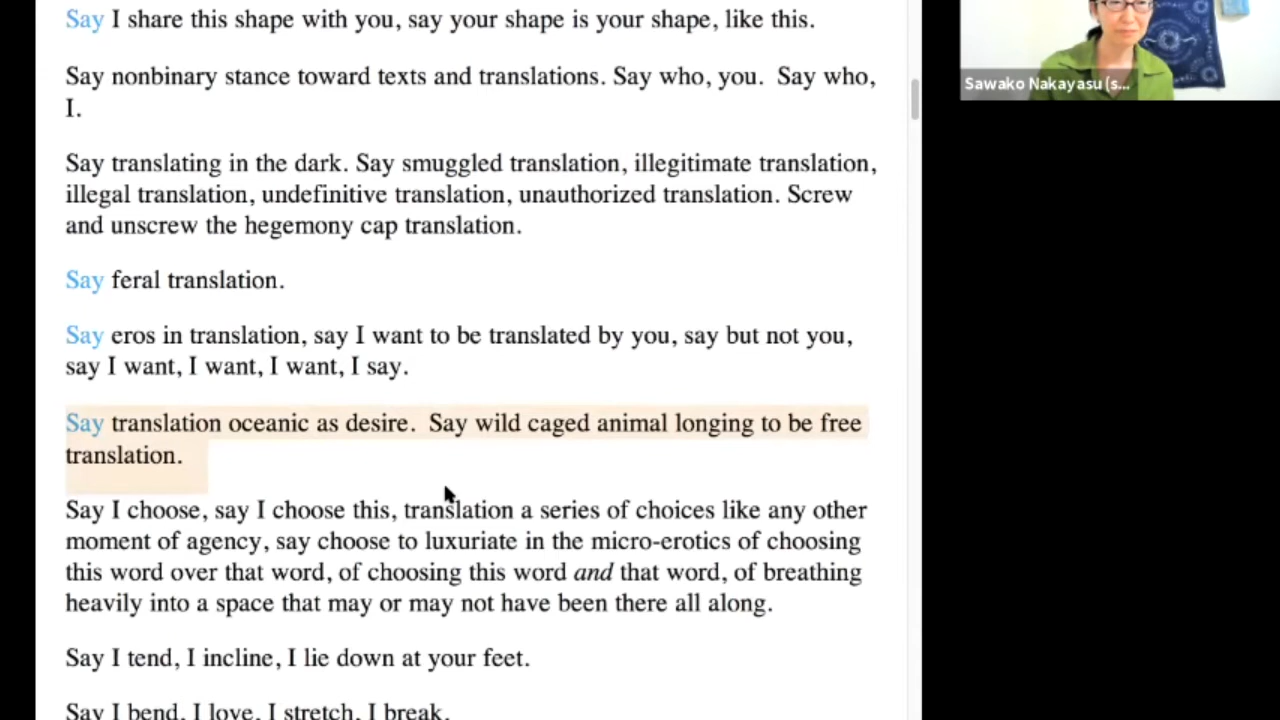 Say I share this shape with you, say your shape is your shape, like this.
Say nonbinary stance toward texts and translations. Say who, you.  Say who,
I.
Say translating in the dark. Say smuggled translation, illegitimate translation,
illegal translation, undefinitive translation, unauthorized translation. Screw
and unscrew the hegemony cap translation.
Say feral translation.
Say eros in translation, say I want to be translated by you, say but not you,
say I want, I want, I want, I say.
Say translation oceanic as desire.  Say wild caged animal longing to be free
translation.
Say I choose, say I choose this, translation a series of choices like any other
moment of agency, say choose to luxuriate in the micro-erotics of choosing
this word over that word, of choosing this word and that word, of breathing
heavily into a space that may or may not have been there all along.
Say I tend, I incline, I lie down at your feet.
Say I bend, I love, I stretch, I break.
Sawako Nakayasu (s...